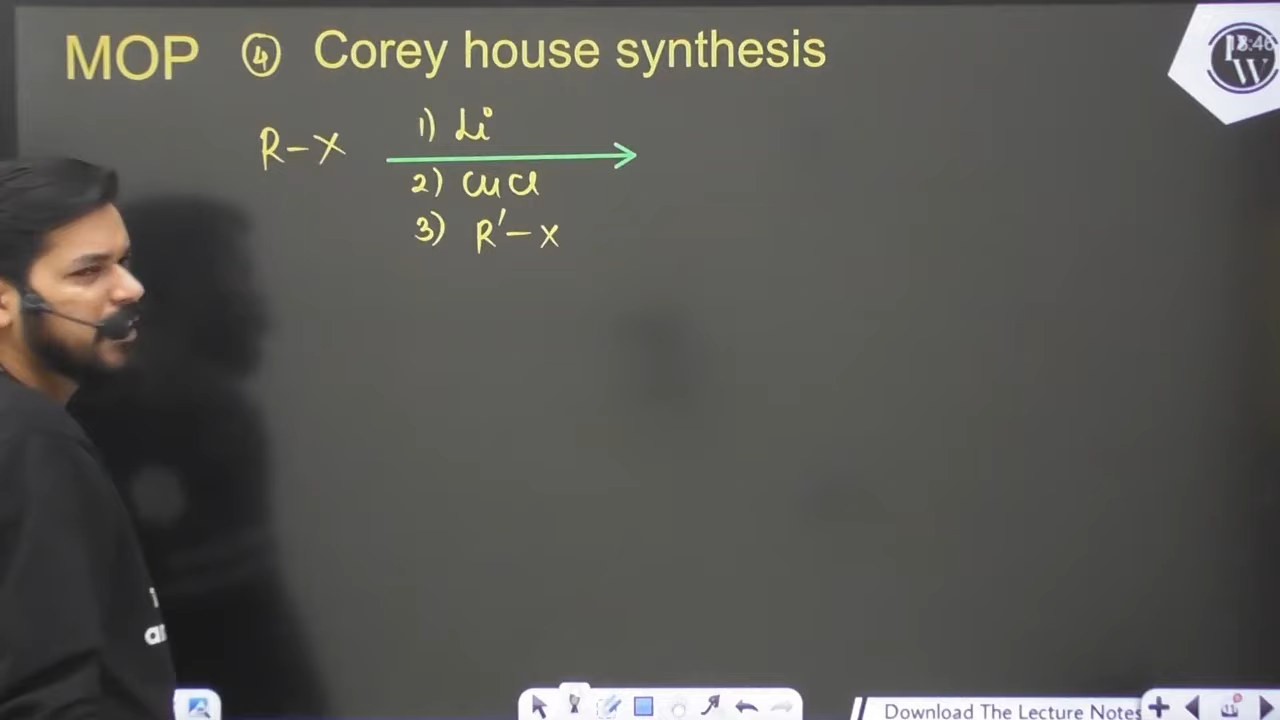 MOP ④ Corey house synthesis
R-X 1) Li
2) CuCl
3) R'-X
Download The Lecture Notes